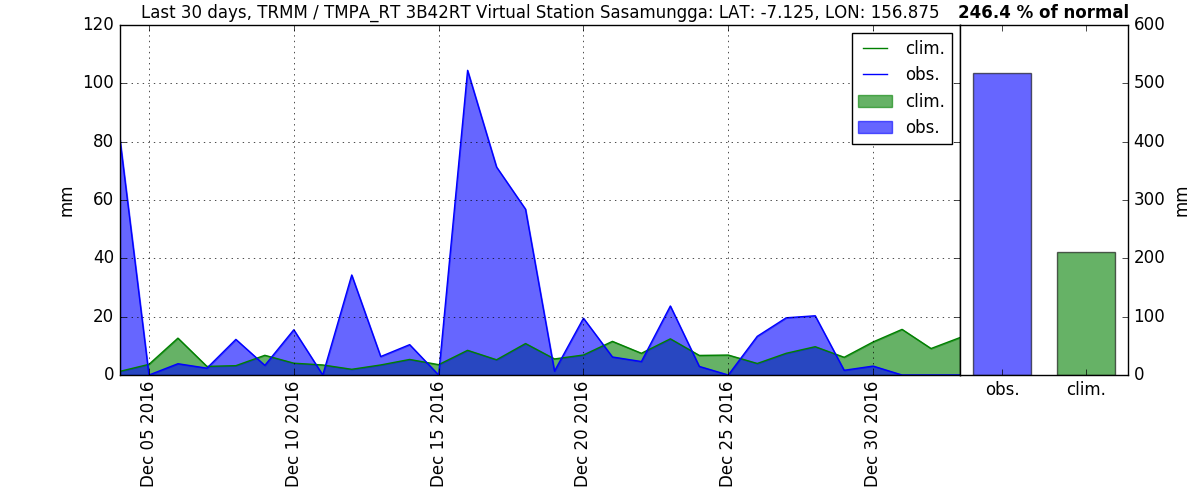 Last 30 days, TRMM / TMPA_RT 3B42RT Virtual Station Sasamungga: LAT: -7.125, LON: 156.875 246.4 % of normal
120
100
80
60
40
20
0
mm
clim.
obs.
clim.
obs.
600
500
400
300
200
100
0
mm
Dec 05 2016
Dec 10 2016
Dec 15 2016
Dec 20 2016
Dec 25 2016
Dec 30 2016
obs. clim.